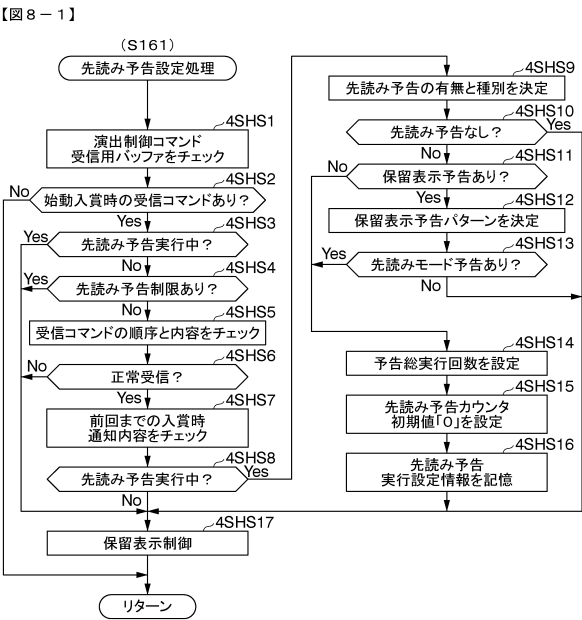 【図８－１】
(S161)
先読み予告設定処理
4SHS1
演出制御コマンド
受信用バッファをチェック
4SHS2
No
始動入賞時の受信コマンドあり？
Yes
4SHS3
Yes
先読み予告実行中？
No
4SHS4
Yes
先読み予告制限あり？
No
4SHS5
受信コマンドの順序と内容をチェック
4SHS6
No
正常受信？
Yes
4SHS7
前回までの入賞時
通知内容をチェック
4SHS8
先読み予告実行中？
Yes
No
4SHS17
保留表示制御
リターン
4SHS9
先読み予告の有無と種別を決定
4SHS10
先読み予告なし？
Yes
No
4SHS11
No
保留表示予告あり？
Yes
4SHS12
保留表示予告パターンを決定
4SHS13
Yes
先読みモード予告あり？
No
4SHS14
予告総実行回数を設定
4SHS15
先読み予告カウンタ
初期値「０」を設定
4SHS16
先読み予告
実行設定情報を記憶